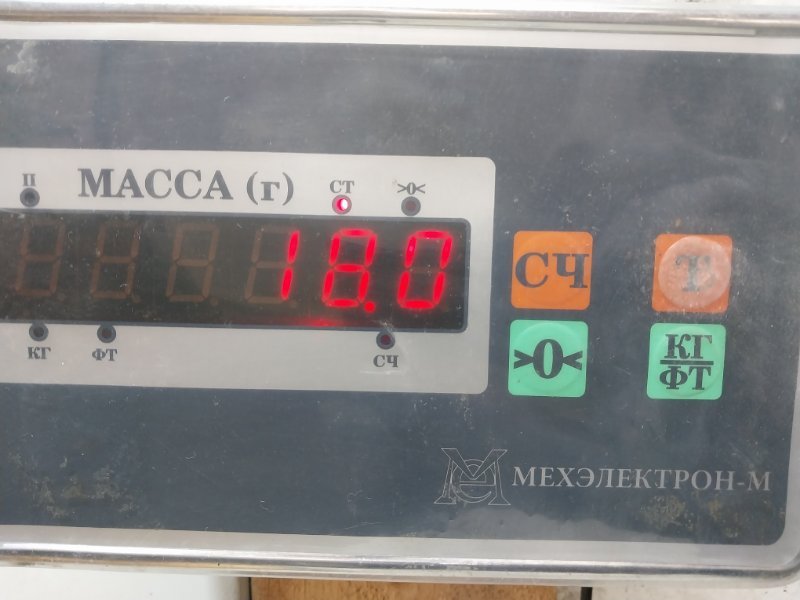 П МАССА (г) СТ >0<
18.0
КГ ФТ СЧ
СЧ Т
>0< КГ/ФТ
МЕХЭЛЕКТРОН-М